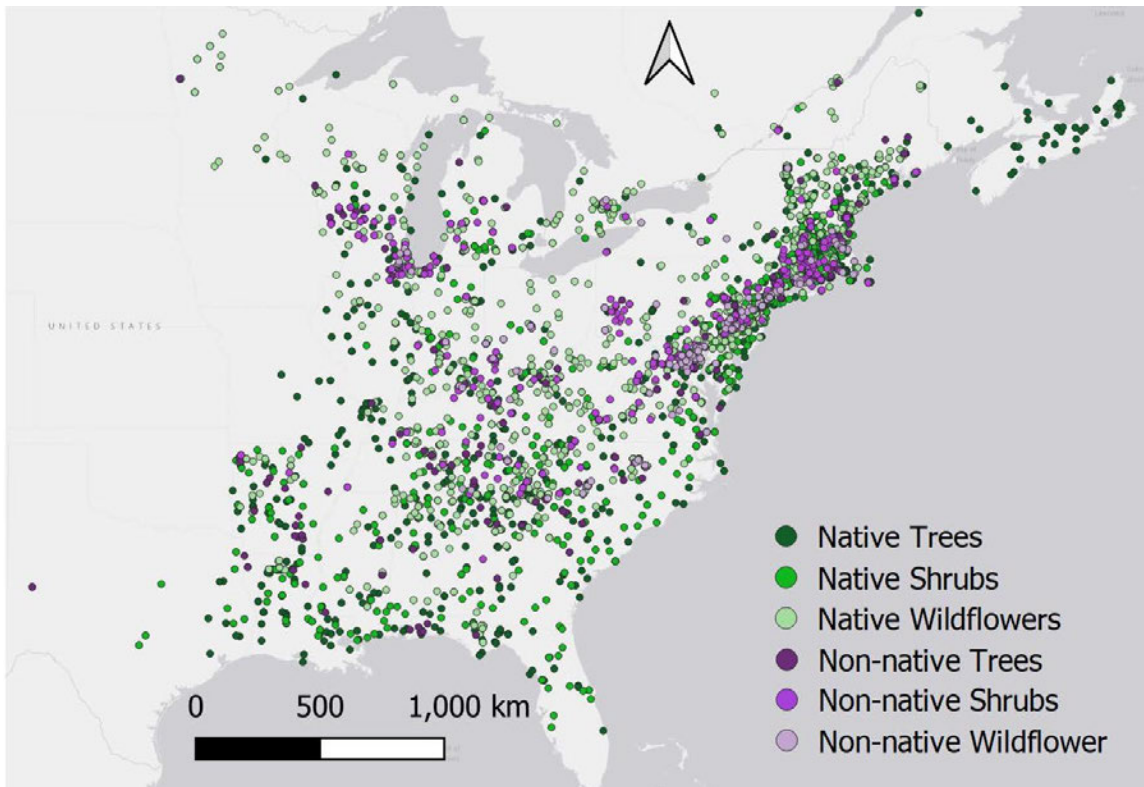 UNITED STATES
Native Trees
Native Shrubs
Native Wildflowers
Non-native Trees
Non-native Shrubs
Non-native Wildflower
0 500 1,000 km